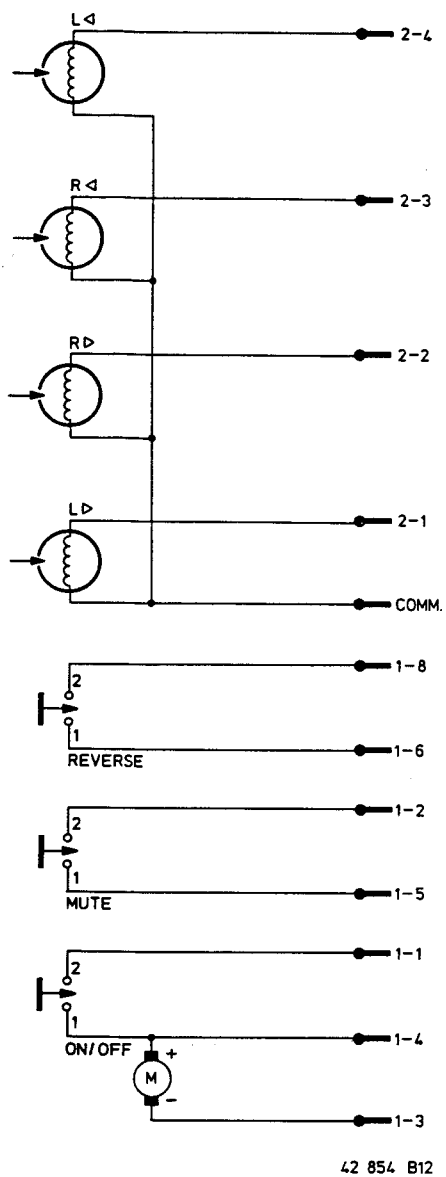 L◁
2-4
R◁
2-3
R▷
2-2
L▷
2-1
COMM.
1-8
2
1
REVERSE
1-6
1-2
2
1
MUTE
1-5
1-1
2
1
ON/OFF
1-4
+
M
-
1-3
42 854 B12